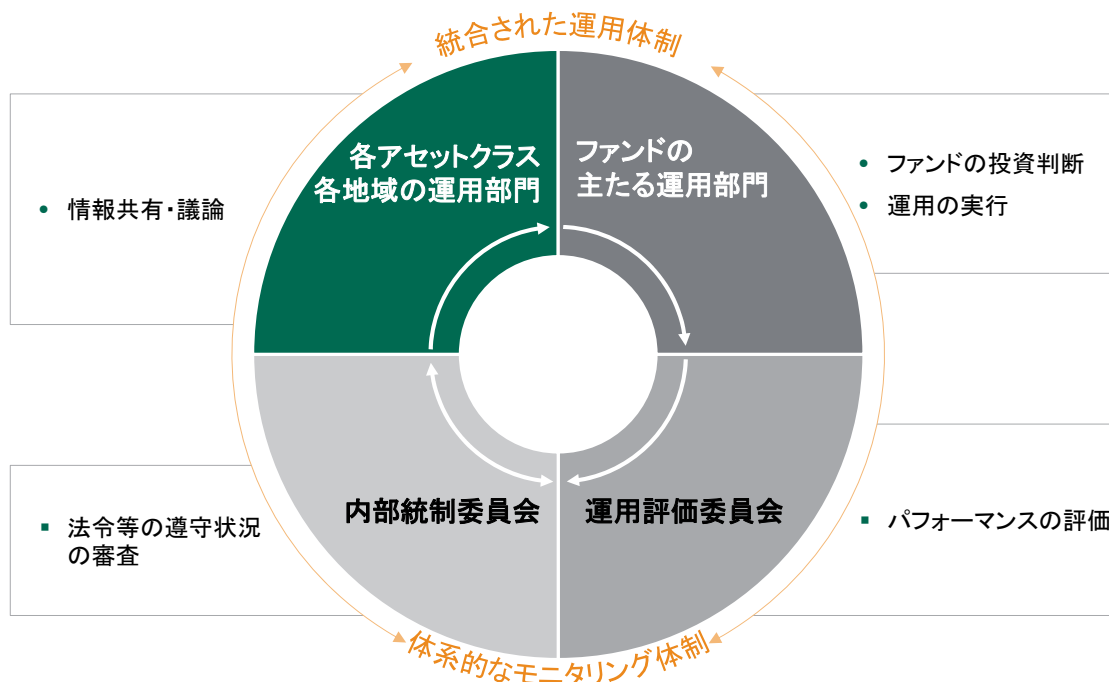 統合された運用体制
各アセットクラス
各地域の運用部門
ファンドの
主たる運用部門
• 情報共有・議論
• ファンドの投資判断
• 運用の実行
内部統制委員会
運用評価委員会
▪ 法令等の遵守状況
の審査
▪ パフォーマンスの評価
体系的なモニタリング体制